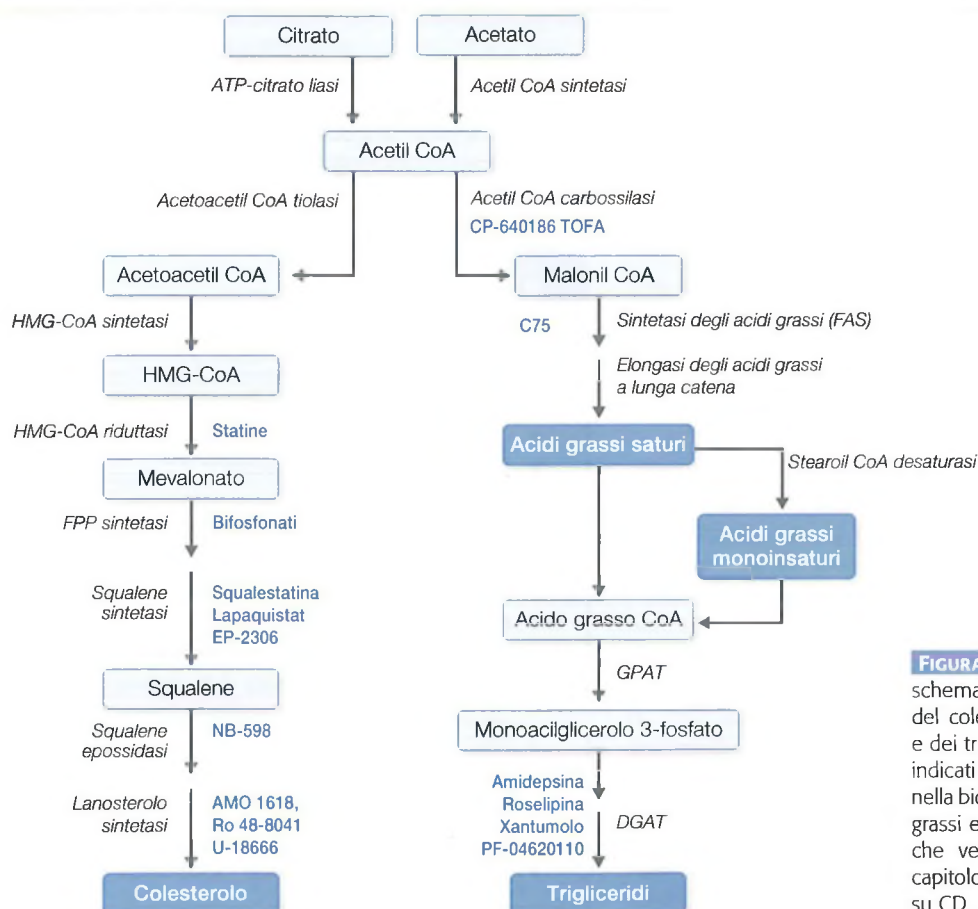 Citrato
Acetato
ATP-citrato liasi
Acetil CoA sintetasi
Acetil CoA
Acetoacetil CoA tiolasi
Acetil CoA carbossilasi
CP-640186 TOFA
Acetoacetil CoA
Malonil CoA
HMG-CoA sintetasi
C75
Sintetasi degli acidi grassi (FAS)
Elongasi degli acidi grassi
a lunga catena
HMG-CoA
HMG-CoA riduttasi
Statine
Acidi grassi saturi
Stearoil CoA desaturasi
Mevalonato
FPP sintetasi
Bifosfonati
Acidi grassi
monoinsaturi
Squalene
sintetasi
Squalestatina
Lapaquistat
EP-2306
Acido grasso CoA
GPAT
Squalene
Monoacilglicerolo 3-fosfato
Squalene
epossidasi
NB-598
Amidepsina
Roselipina
Xantumolo
PF-04620110
DGAT
Lanosterolo
sintetasi
AMO 1618,
Ro 48-8041
U-18666
Colesterolo
Trigliceridi
FIGURA
schema
del cole
e dei tr
indicati
nella bio
grassi e
che ve
capitolo
su CD